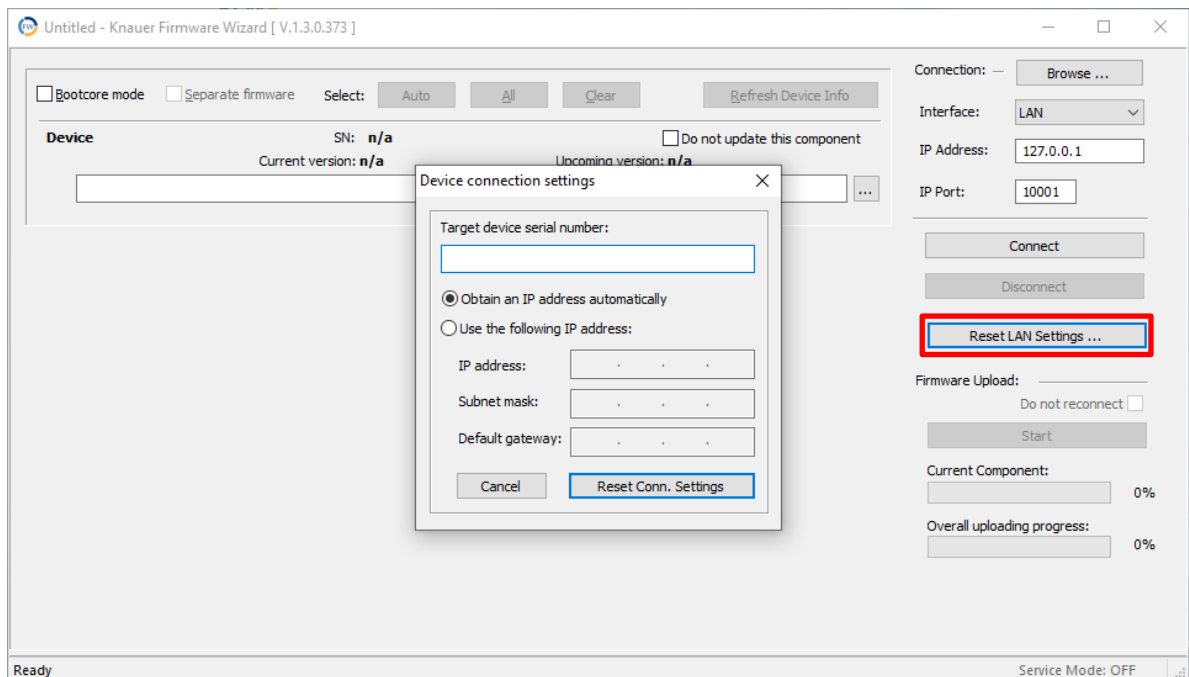 FW Untitled - Knauer Firmware Wizard [ V.1.3.0.373 ]
Bootcore mode Separate firmware Select: Auto All Clear Refresh Device Info
Device SN: n/a Do not update this component
Current version: n/a Upcoming version: n/a
...
Connection: Browse ...
Interface: LAN
IP Address: 127.0.0.1
IP Port: 10001
Connect
Disconnect
Reset LAN Settings ...
Firmware Upload:
Do not reconnect
Start
Current Component:
0%
Overall uploading progress:
0%
Device connection settings
Target device serial number:
Obtain an IP address automatically
Use the following IP address:
IP address: . . .
Subnet mask: . . .
Default gateway: . . .
Cancel Reset Conn. Settings
Ready Service Mode: OFF